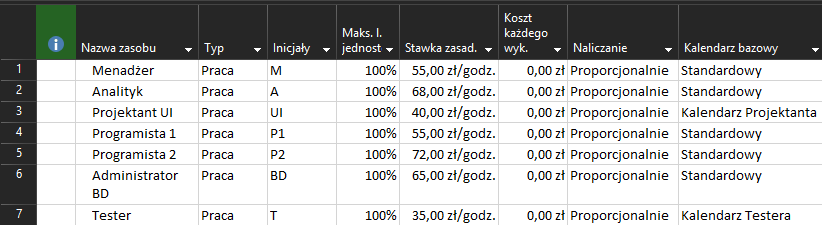 Nazwa zasobu Typ Inicjały Maks. l. jednost Stawka zasad. Koszt każdego wyk. Naliczanie Kalendarz bazowy
1 Menadżer Praca M 100% 55,00 zł/godz. 0,00 zł Proporcjonalnie Standardowy
2 Analityk Praca A 100% 68,00 zł/godz. 0,00 zł Proporcjonalnie Standardowy
3 Projektant UI Praca UI 100% 40,00 zł/godz. 0,00 zł Proporcjonalnie Kalendarz Projektanta
4 Programista 1 Praca P1 100% 55,00 zł/godz. 0,00 zł Proporcjonalnie Standardowy
5 Programista 2 Praca P2 100% 72,00 zł/godz. 0,00 zł Proporcjonalnie Standardowy
6 Administrator BD Praca BD 100% 65,00 zł/godz. 0,00 zł Proporcjonalnie Standardowy
7 Tester Praca T 100% 35,00 zł/godz. 0,00 zł Proporcjonalnie Kalendarz Testera